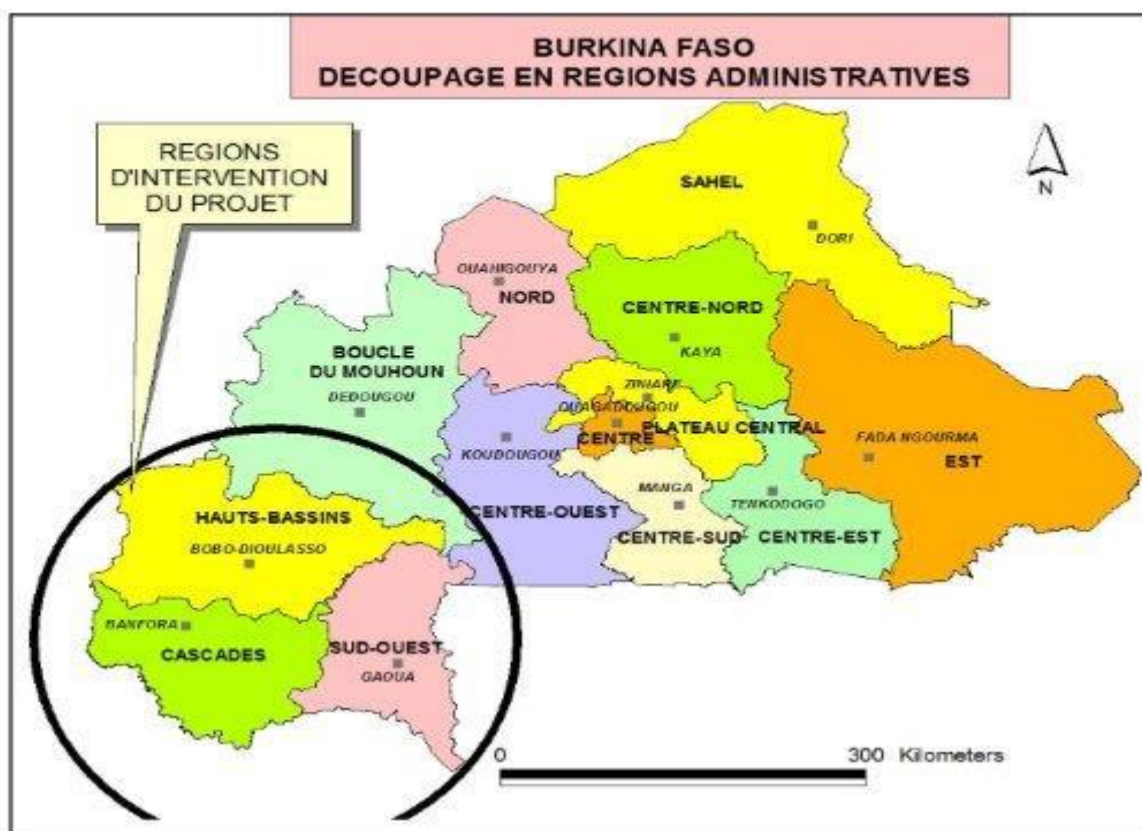 BURKINA FASO
DECOUPAGE EN REGIONS ADMINISTRATIVES
REGIONS
D'INTERVENTION
DU PROJET
N
SAHEL
DORI
OUAHIGOUYA
NORD
CENTRE-NORD
KAYA
BOUCLE
DU MOUHOUN
DEDOUGOU
ZINIARE
OUAGADOUGOU
CENTRE
PLATEAU CENTRAL
KOUDOUGOU
CENTRE-OUEST
FADA NGOURMA
EST
MANGA
CENTRE-SUD
TENKODOGO
CENTRE-EST
HAUTS-BASSINS
BOBO-DIOULASSO
BANFORA
CASCADES
SUD-OUEST
GAOUA
0 300 Kilometers